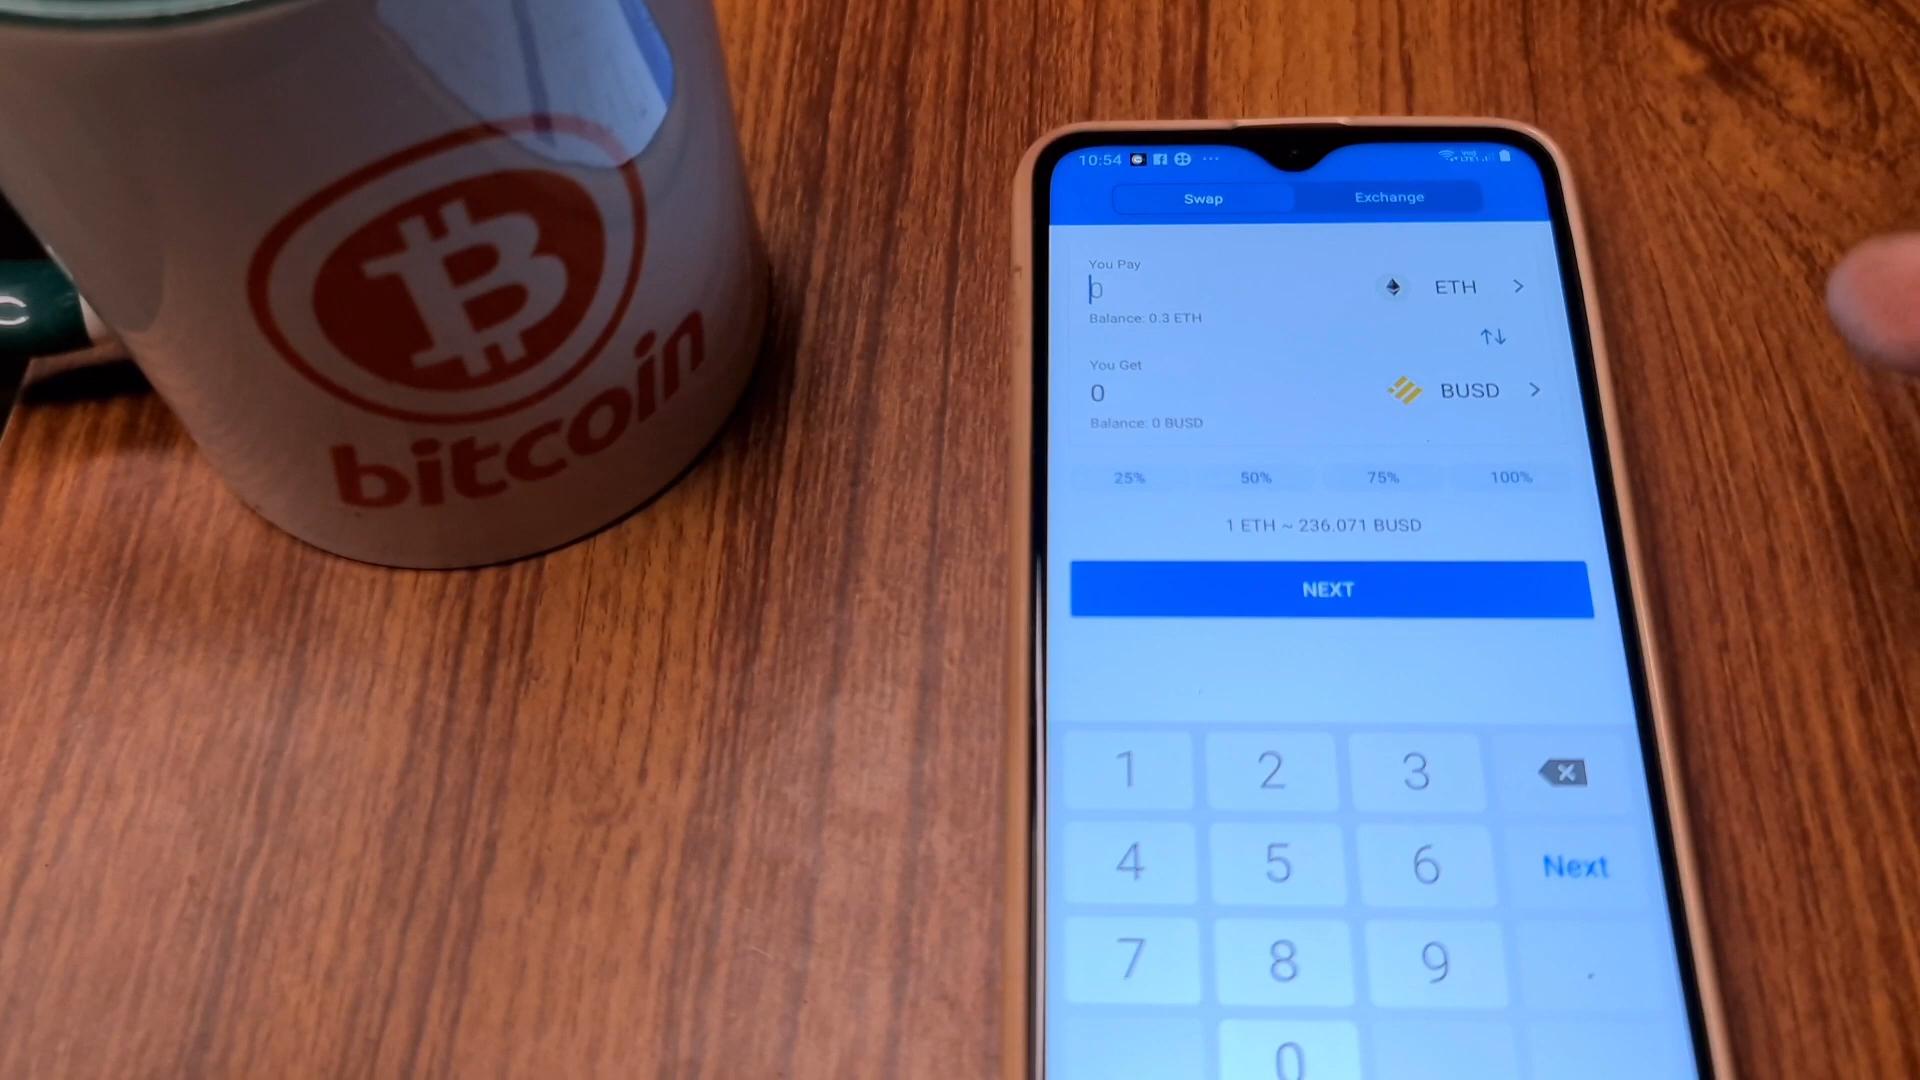 bitcoin
10:54
Swap
Exchange
You Pay
0
ETH
Balance: 0.3 ETH
You Get
0
BUSD
Balance: 0 BUSD
25%
50%
75%
100%
1 ETH ~ 236.071 BUSD
NEXT
1
2
3
4
5
6
Next
7
8
9
.
0